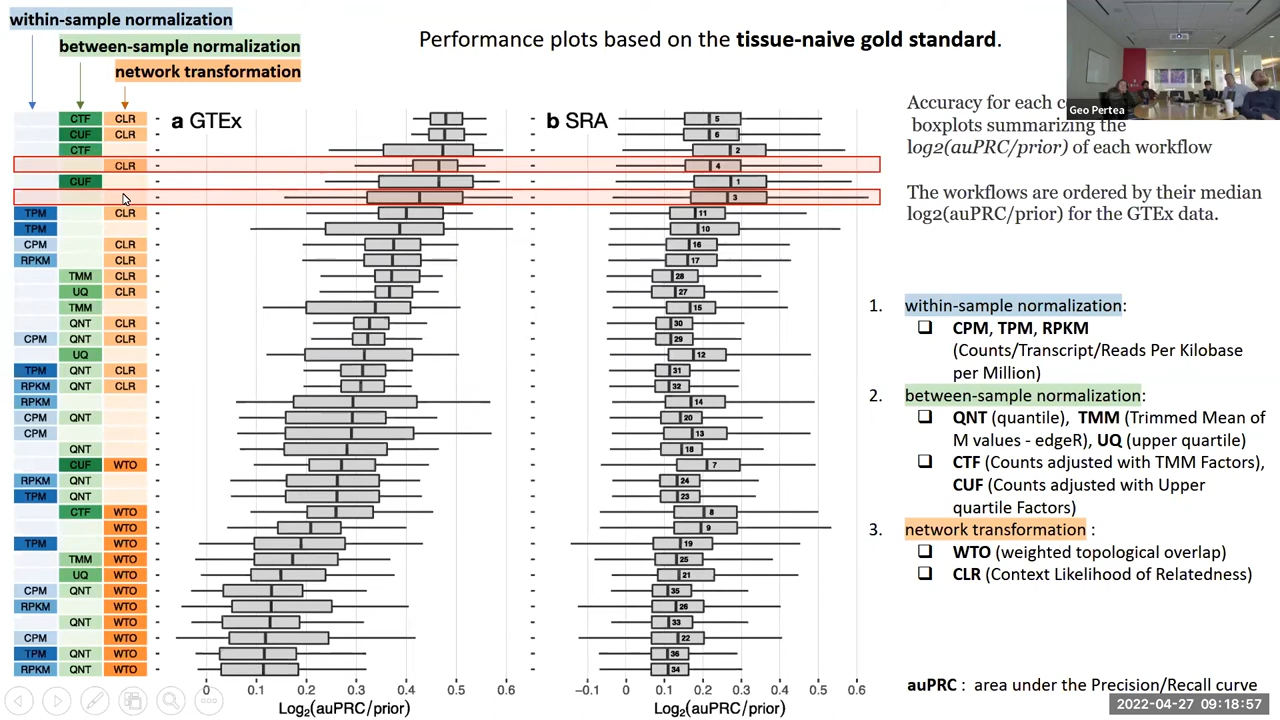 within-sample normalization
between-sample normalization
network transformation
Performance plots based on the tissue-naive gold standard.
Geo Pertea
a GTEx
b SRA
CTF CLR 5
CUF CLR 6
CTF 2
CLR 4
CUF 1
3
TPM CLR 11
TPM 10
CPM CLR 16
RPKM CLR 17
TMM CLR 28
UQ CLR 27
TMM 15
QNT CLR 30
CPM QNT CLR 29
UQ 12
TPM QNT CLR 31
RPKM QNT CLR 32
RPKM 14
CPM QNT 20
CPM 13
QNT 18
CUF WTO 7
RPKM QNT 24
TPM QNT 23
CTF WTO 8
WTO 9
TPM WTO 19
TMM WTO 25
UQ WTO 21
CPM QNT WTO 35
RPKM WTO 26
QNT WTO 33
CPM WTO 22
TPM QNT WTO 36
RPKM QNT WTO 34
0 0.1 0.2 0.3 0.4 0.5 0.6
Log2(auPRC/prior)
−0.1 0 0.1 0.2 0.3 0.4 0.5 0.6
Log2(auPRC/prior)
Accuracy for each
boxplots summarizing the
log2(auPRC/prior) of each workflow
The workflows are ordered by their median
log2(auPRC/prior) for the GTEx data.
1. within-sample normalization:
❑ CPM, TPM, RPKM
(Counts/Transcript/Reads Per Kilobase
per Million)
2. between-sample normalization:
❑ QNT (quantile), TMM (Trimmed Mean of
M values - edgeR), UQ (upper quartile)
❑ CTF (Counts adjusted with TMM Factors),
CUF (Counts adjusted with Upper
quartile Factors)
3. network transformation :
❑ WTO (weighted topological overlap)
❑ CLR (Context Likelihood of Relatedness)
auPRC : area under the Precision/Recall curve
2022-04-27 09:18:57